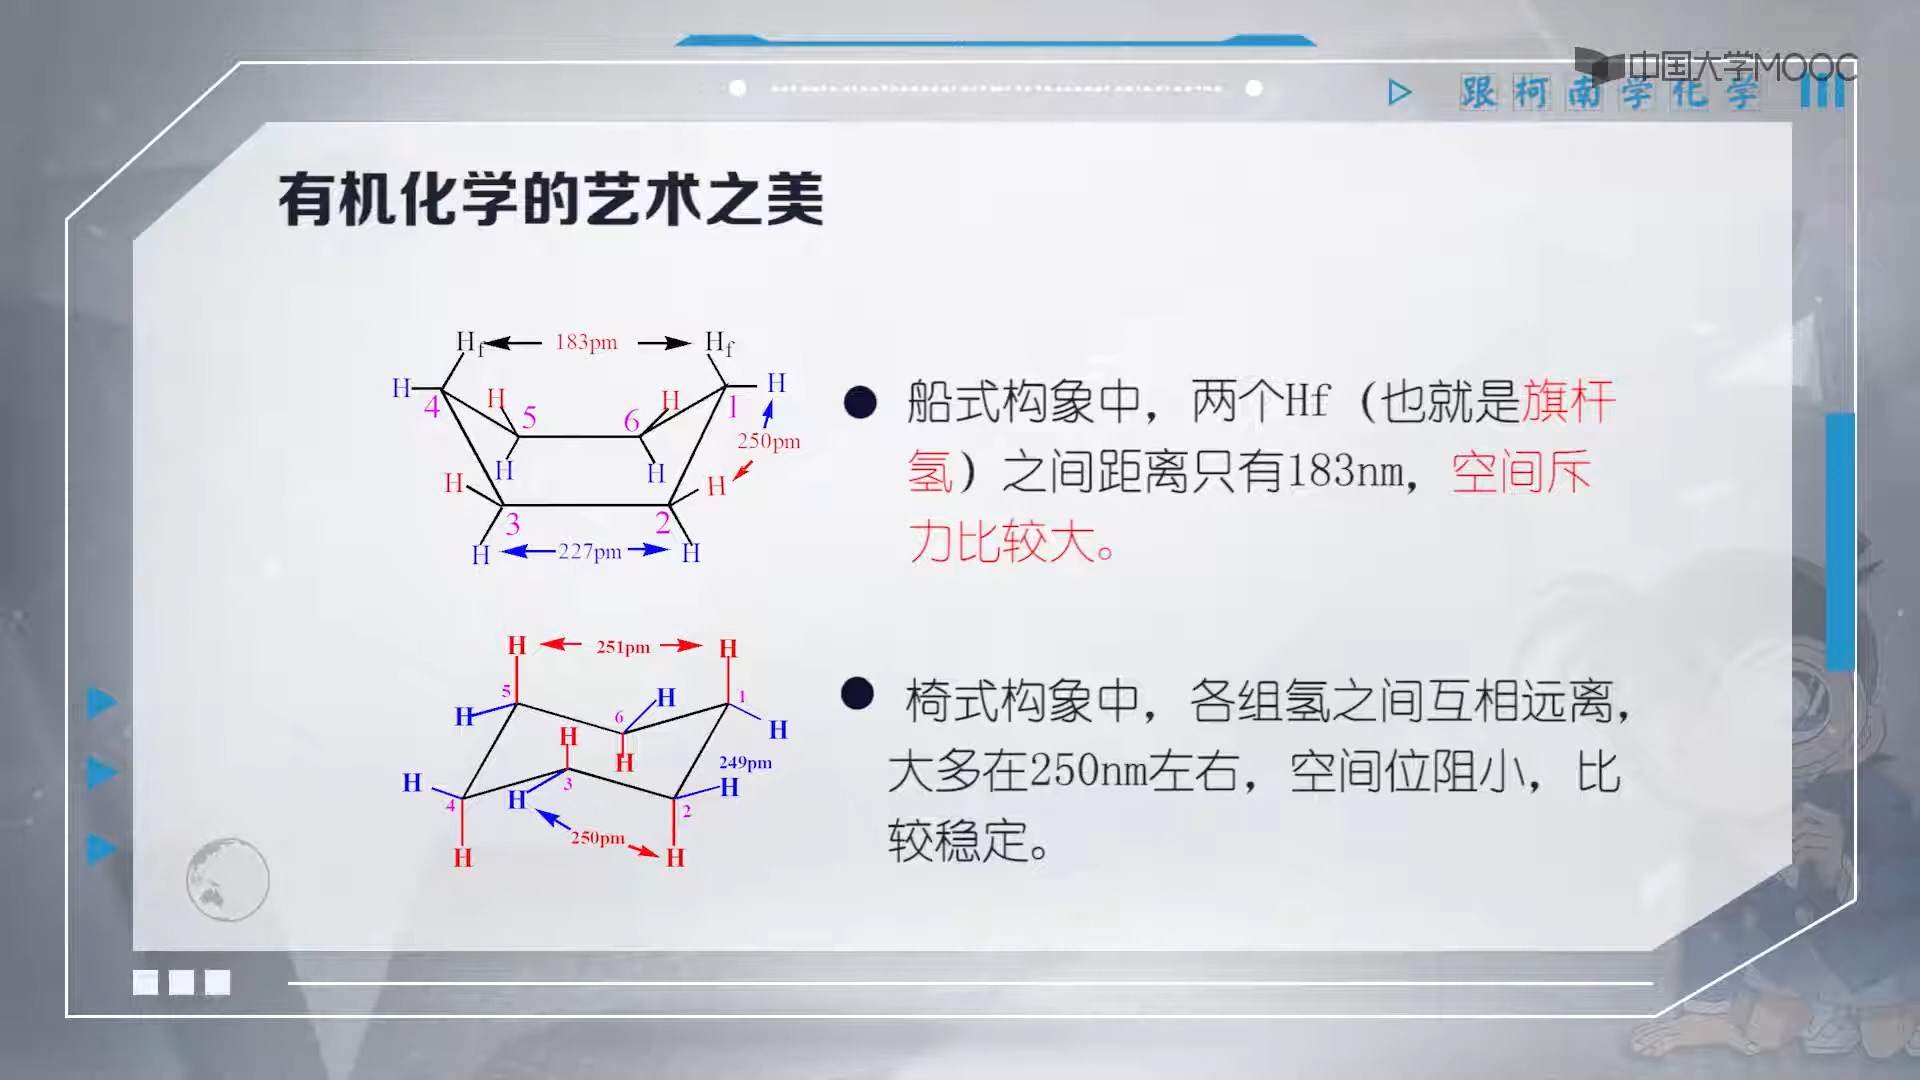 中国大学MOOC
跟柯南学化学
有机化学的艺术之美
Hf 183pm Hf
H H
4 H 5 6 H 1
250pm
H H
H H
3 2
H 227pm H
船式构象中，两个Hf（也就是旗杆
氢）之间距离只有183nm，空间斥
力比较大。
H 251pm H
5 H 1
H 6 H
H H
249pm
H 3 H
4 H 2
250pm
H H
椅式构象中，各组氢之间互相远离，
大多在250nm左右，空间位阻小，比
较稳定。